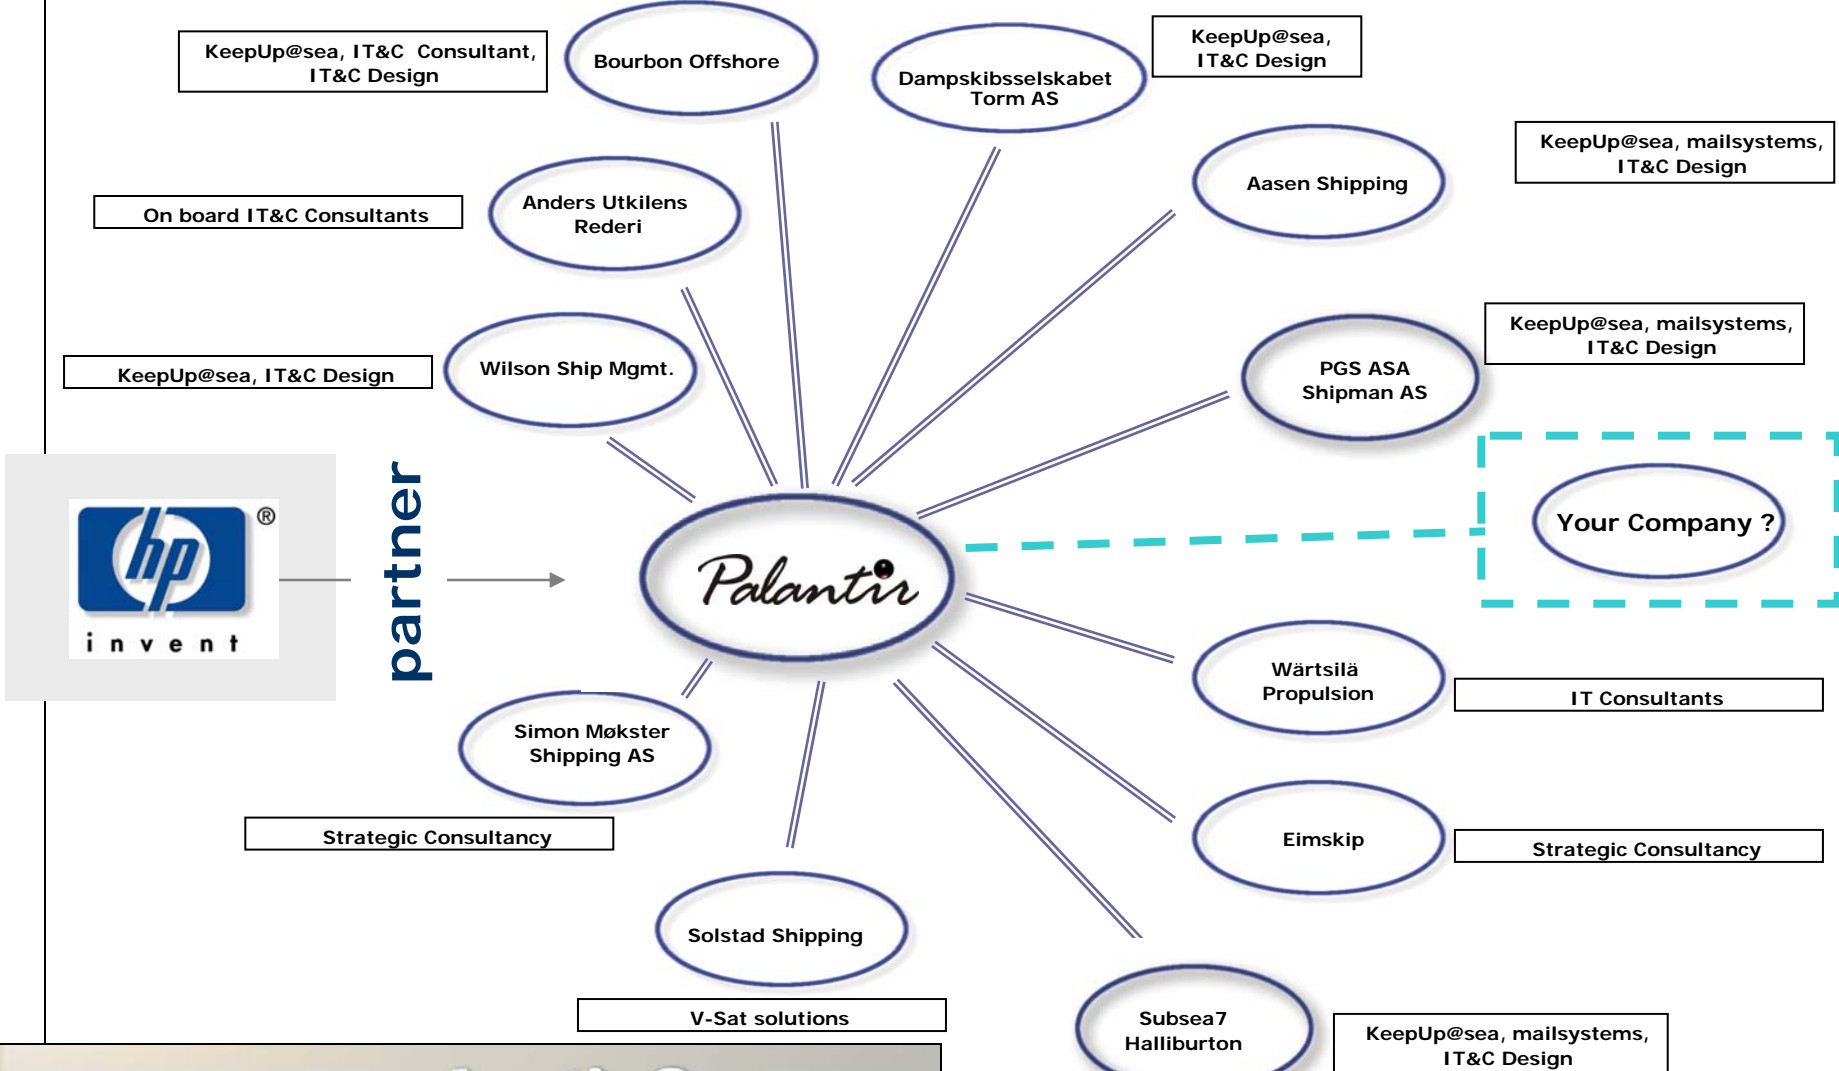 KeepUp@sea, IT&C Consultant,
IT&C Design
Bourbon Offshore
Dampskibsselskabet
Torm AS
KeepUp@sea,
IT&C Design
KeepUp@sea, mailsystems,
IT&C Design
Aasen Shipping
On board IT&C Consultants
Anders Utkilens
Rederi
KeepUp@sea, mailsystems,
IT&C Design
KeepUp@sea, IT&C Design
Wilson Ship Mgmt.
PGS ASA
Shipman AS
Your Company ?
hp
®
invent
partner
Palantir
Wärtsilä
Propulsion
IT Consultants
Simon Møkster
Shipping AS
Strategic Consultancy
Eimskip
Strategic Consultancy
Solstad Shipping
V-Sat solutions
Subsea7
Halliburton
KeepUp@sea, mailsystems,
IT&C Design